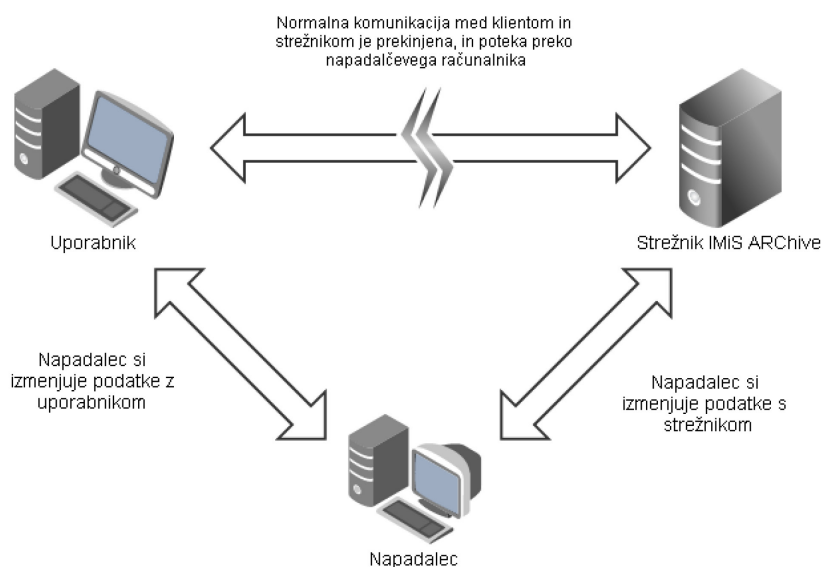 Normalna komunikacija med klientom in
strežnikom je prekinjena, in poteka preko
napadalčevega računalnika
Uporabnik
Strežnik IMiS ARChive
Napadalec si
izmenjuje podatke z
uporabnikom
Napadalec si
izmenjuje podatke s
strežnikom
Napadalec